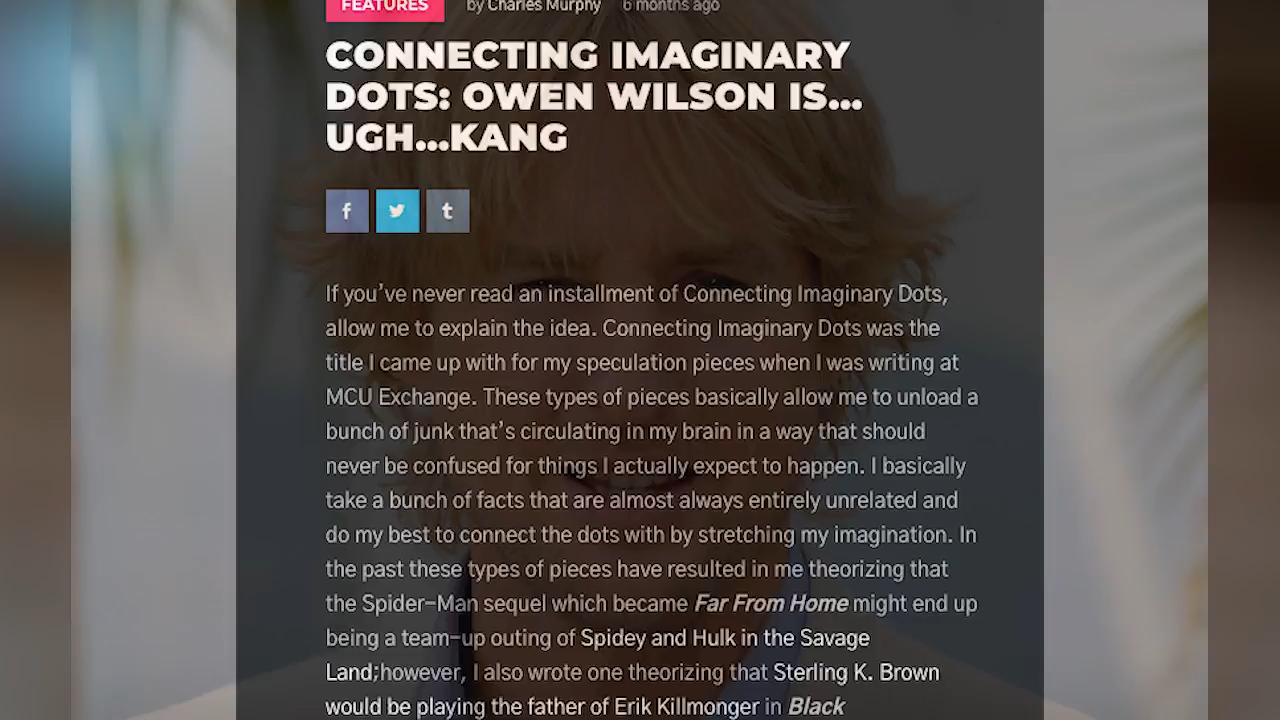 FEATURES by Charles Murphy 6 months ago
CONNECTING IMAGINARY
DOTS: OWEN WILSON IS...
UGH...KANG
f t
If you've never read an installment of Connecting Imaginary Dots,
allow me to explain the idea. Connecting Imaginary Dots was the
title I came up with for my speculation pieces when I was writing at
MCU Exchange. These types of pieces basically allow me to unload a
bunch of junk that's circulating in my brain in a way that should
never be confused for things I actually expect to happen. I basically
take a bunch of facts that are almost always entirely unrelated and
do my best to connect the dots with by stretching my imagination. In
the past these types of pieces have resulted in me theorizing that
the Spider-Man sequel which became Far From Home might end up
being a team-up outing of Spidey and Hulk in the Savage
Land;however, I also wrote one theorizing that Sterling K. Brown
would be playing the father of Erik Killmonger in Black